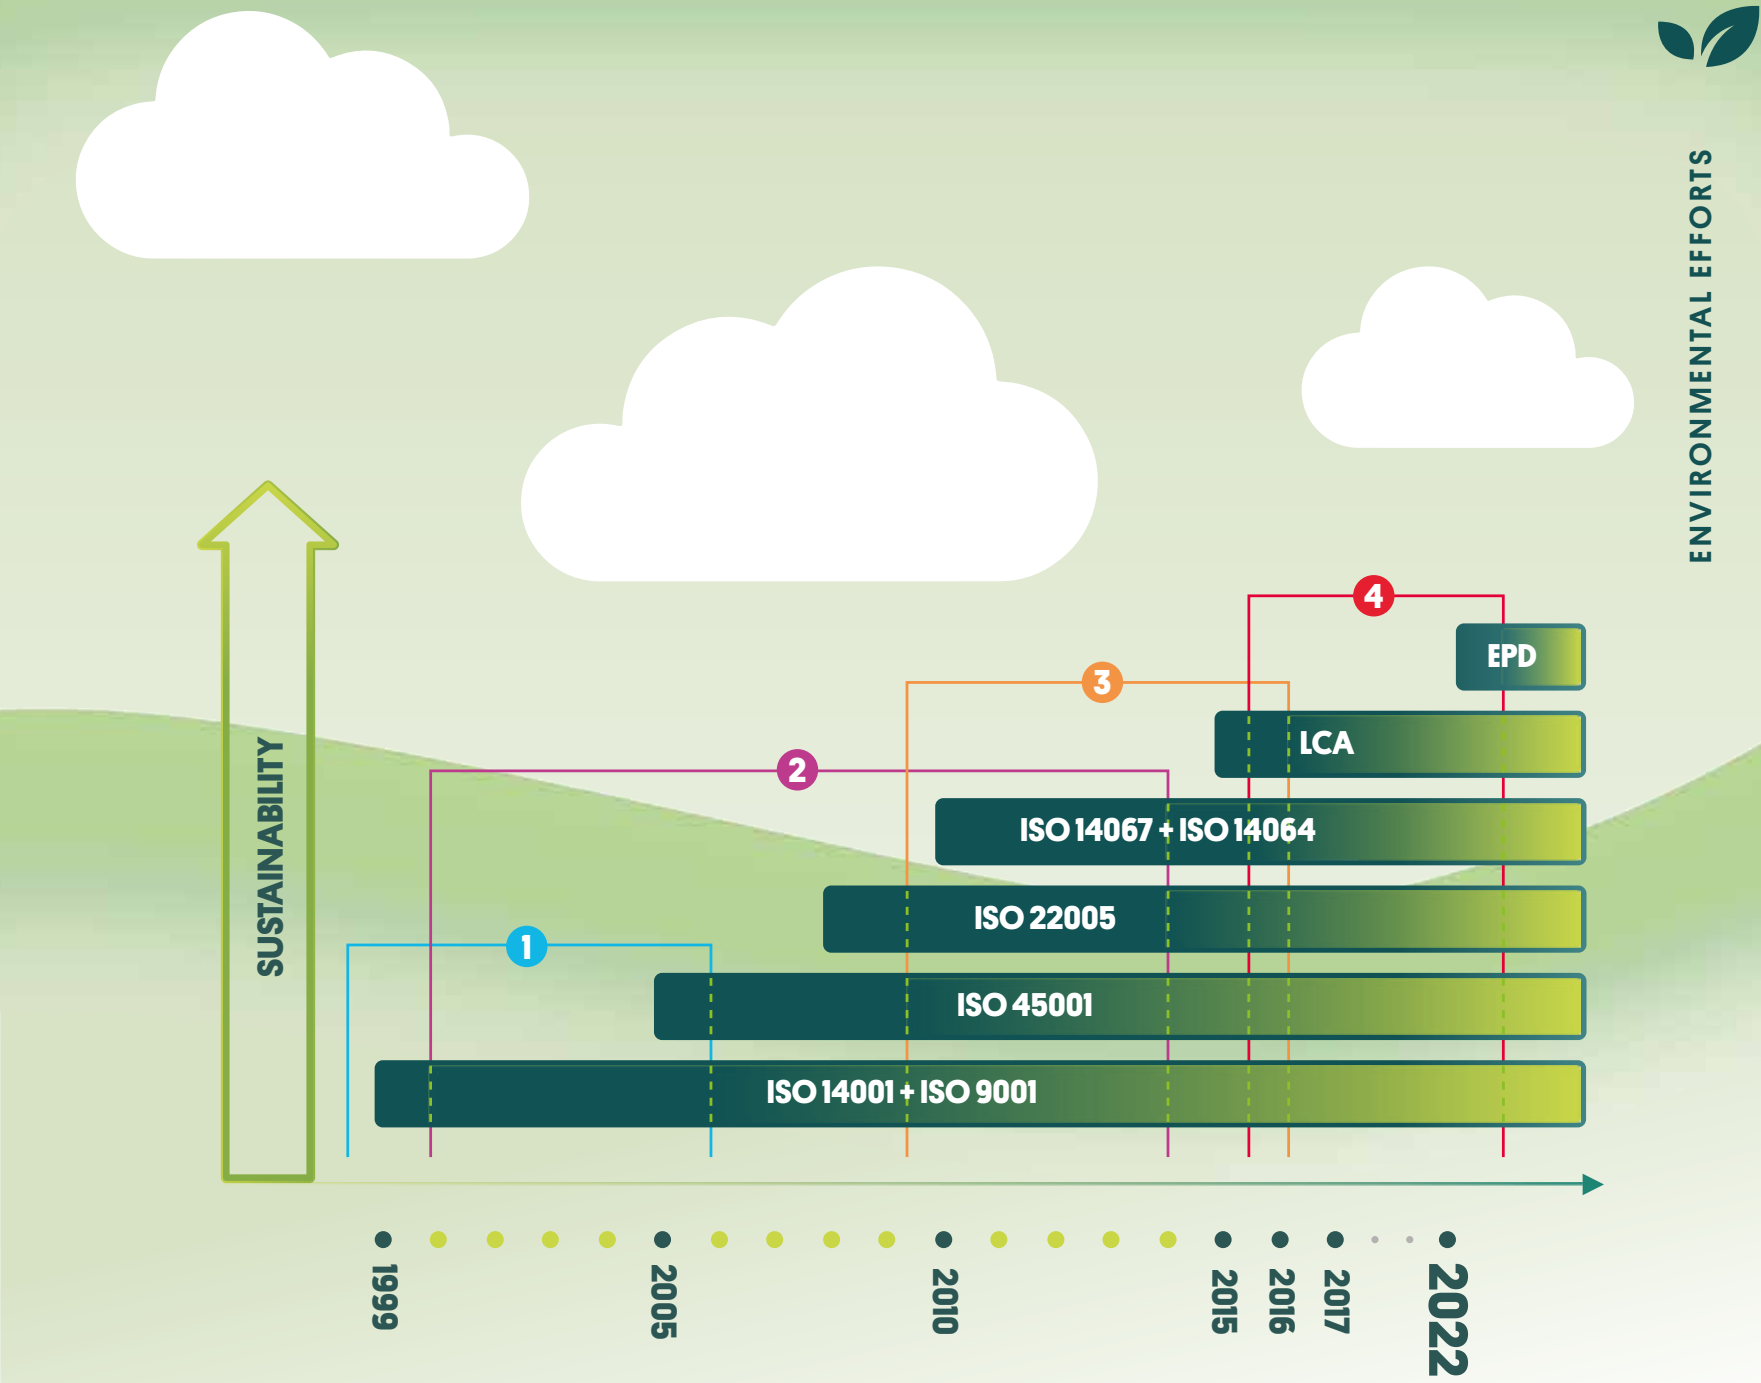 ENVIRONMENTAL EFFORTS
4
EPD
3
LCA
SUSTAINABILITY
2
ISO 14067 + ISO 14064
ISO 22005
1
ISO 45001
ISO 14001 + ISO 9001
1999
2005
2010
2015
2016
2017
2022